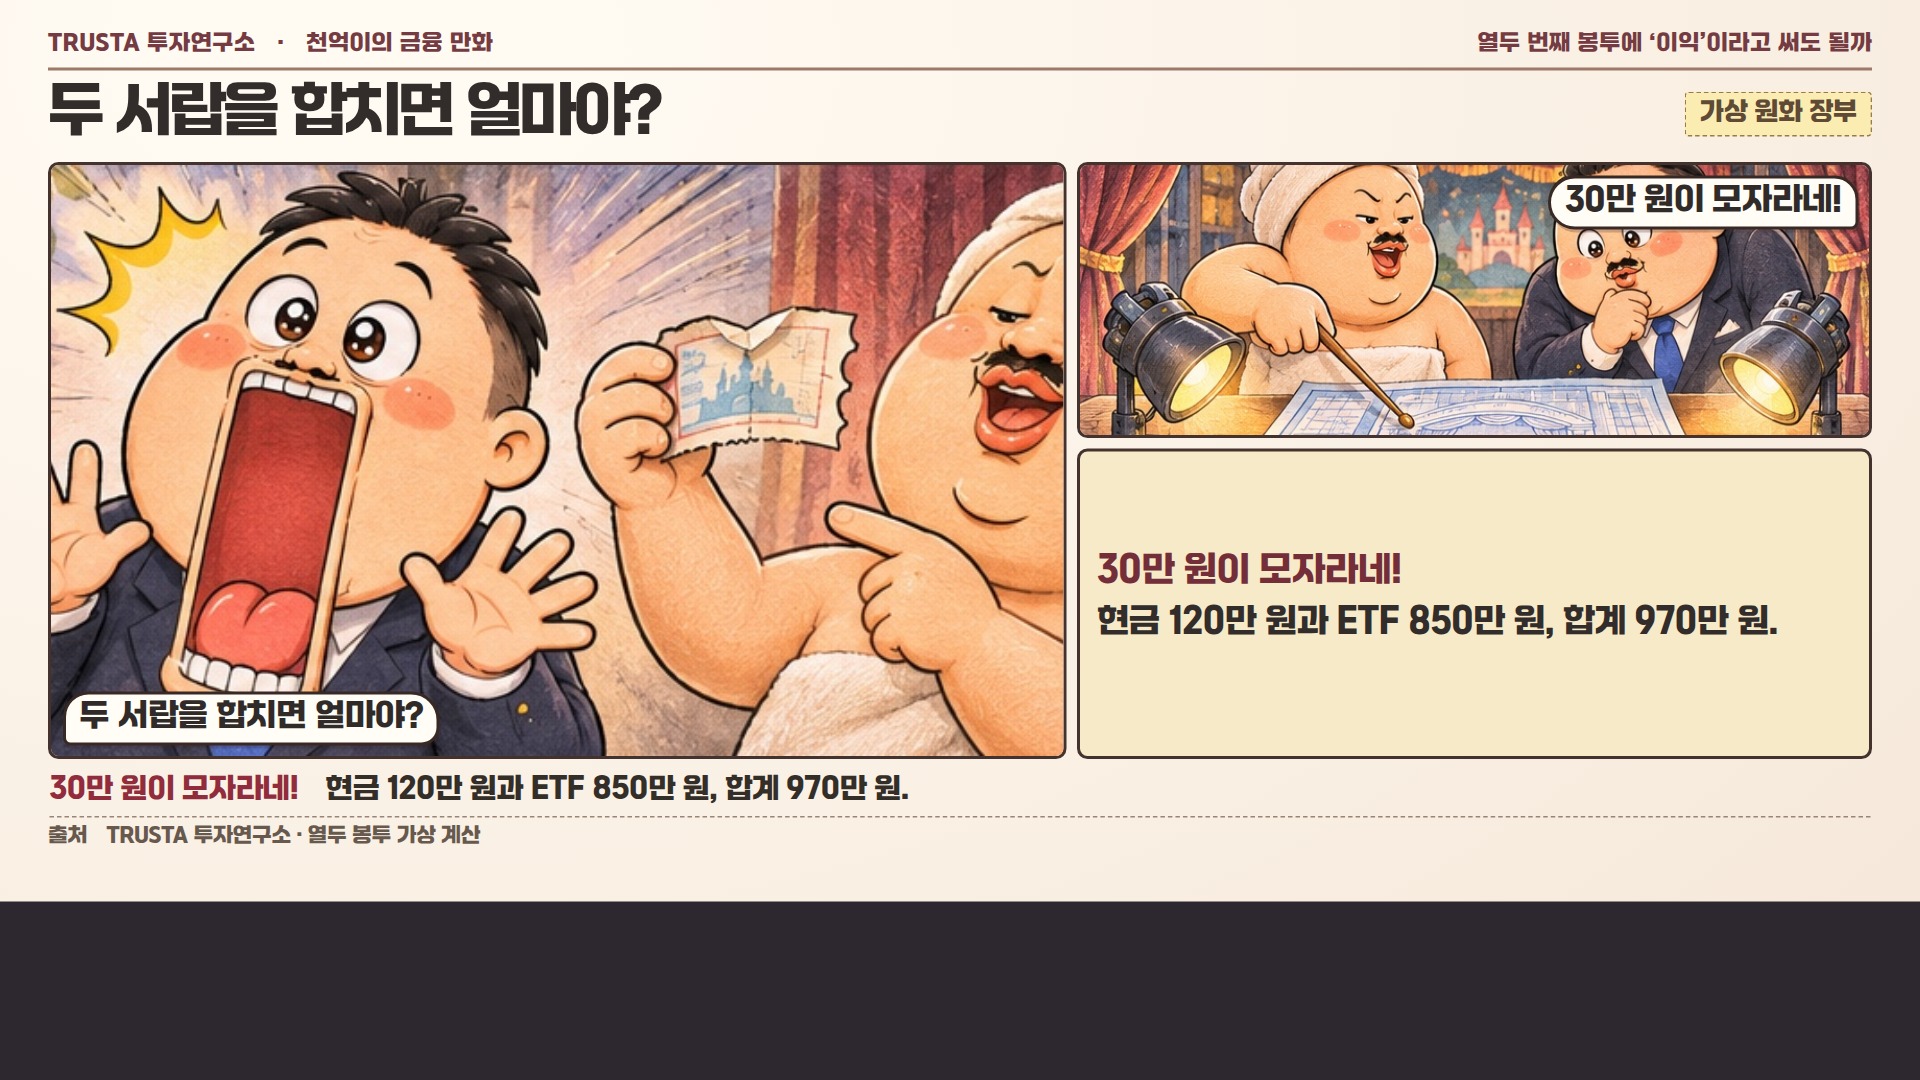 TRUSTA 투자연구소 · 천억이의 금융 만화
열두 번째 봉투에 ‘이익’이라고 써도 될까
두 서랍을 합치면 얼마야?
가상 원화 장부
두 서랍을 합치면 얼마야?
30만 원이 모자라네!
30만 원이 모자라네!
현금 120만 원과 ETF 850만 원, 합계 970만 원.
30만 원이 모자라네! 현금 120만 원과 ETF 850만 원, 합계 970만 원.
출처 TRUSTA 투자연구소 · 열두 봉투 가상 계산